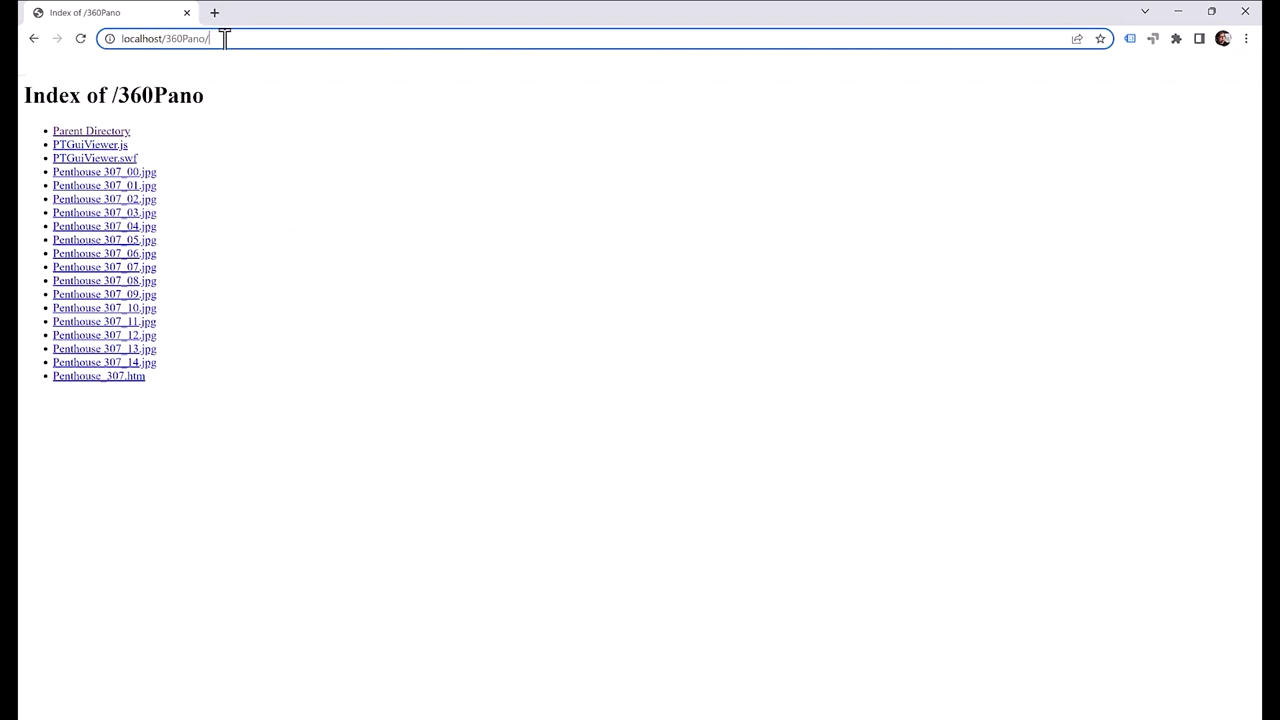 Index of /360Pano
localhost/360Pano/
Index of /360Pano
Parent Directory
PTGuiViewer.js
PTGuiViewer.swf
Penthouse 307_00.jpg
Penthouse 307_01.jpg
Penthouse 307_02.jpg
Penthouse 307_03.jpg
Penthouse 307_04.jpg
Penthouse 307_05.jpg
Penthouse 307_06.jpg
Penthouse 307_07.jpg
Penthouse 307_08.jpg
Penthouse 307_09.jpg
Penthouse 307_10.jpg
Penthouse 307_11.jpg
Penthouse 307_12.jpg
Penthouse 307_13.jpg
Penthouse 307_14.jpg
Penthouse_307.htm